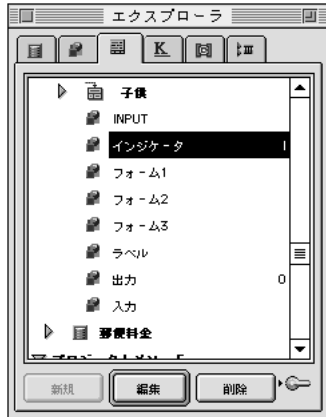 エクスプローラ
K
子供
INPUT
インジケータ I
フォーム1
フォーム2
フォーム3
ラベル
出力 O
入力
郵便料金
新規 編集 削除